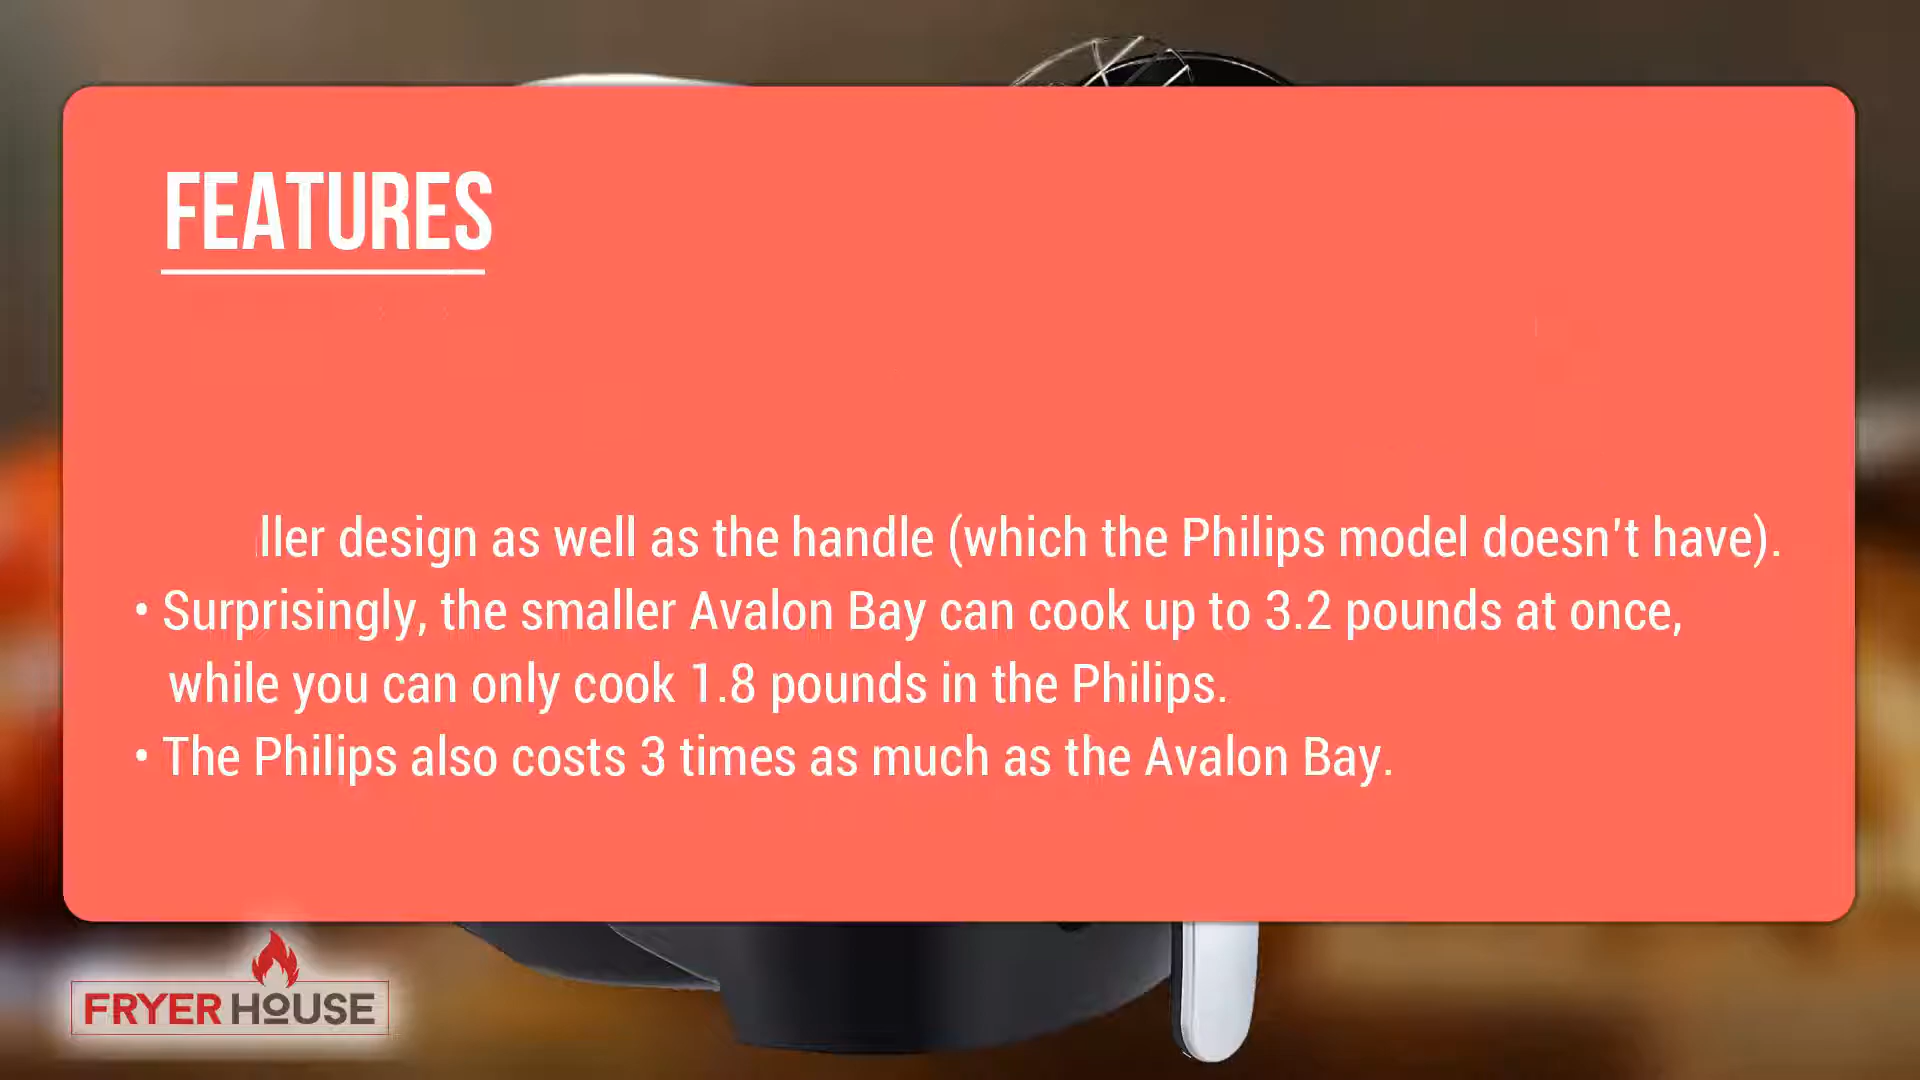 FEATURES
design as well as the handle (which the Philips model doesn't have).
• Surprisingly, the smaller Avalon Bay can cook up to 3.2 pounds at once,
while you can only cook 1.8 pounds in the Philips.
• The Philips also costs 3 times as much as the Avalon Bay.
FRYER HOUSE